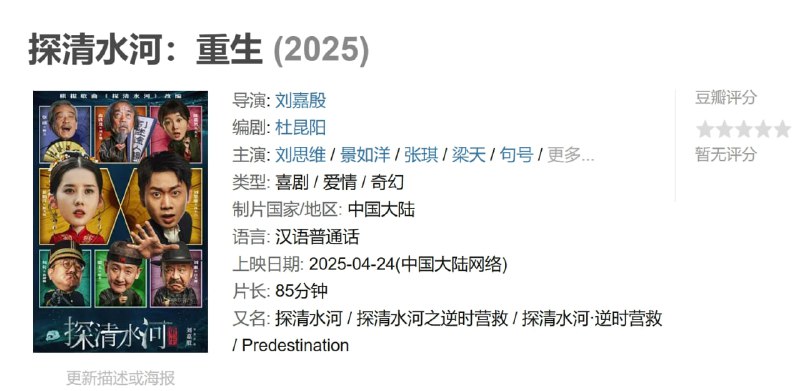 探清水河：重生 (2025)
根据歌曲《探清水河》改编
探清水河
重生
导演: 刘嘉殷
编剧: 杜昆阳
主演: 刘思维 / 景如洋 / 张琪 / 梁天 / 句号 / 更多...
类型: 喜剧 / 爱情 / 奇幻
制片国家/地区: 中国大陆
语言: 汉语普通话
上映日期: 2025-04-24(中国大陆网络)
片长: 85分钟
又名: 探清水河 / 探清水河之逆时营救 / 探清水河·逆时营救
/ Predestination
豆瓣评分
暂无评分
更新描述或海报